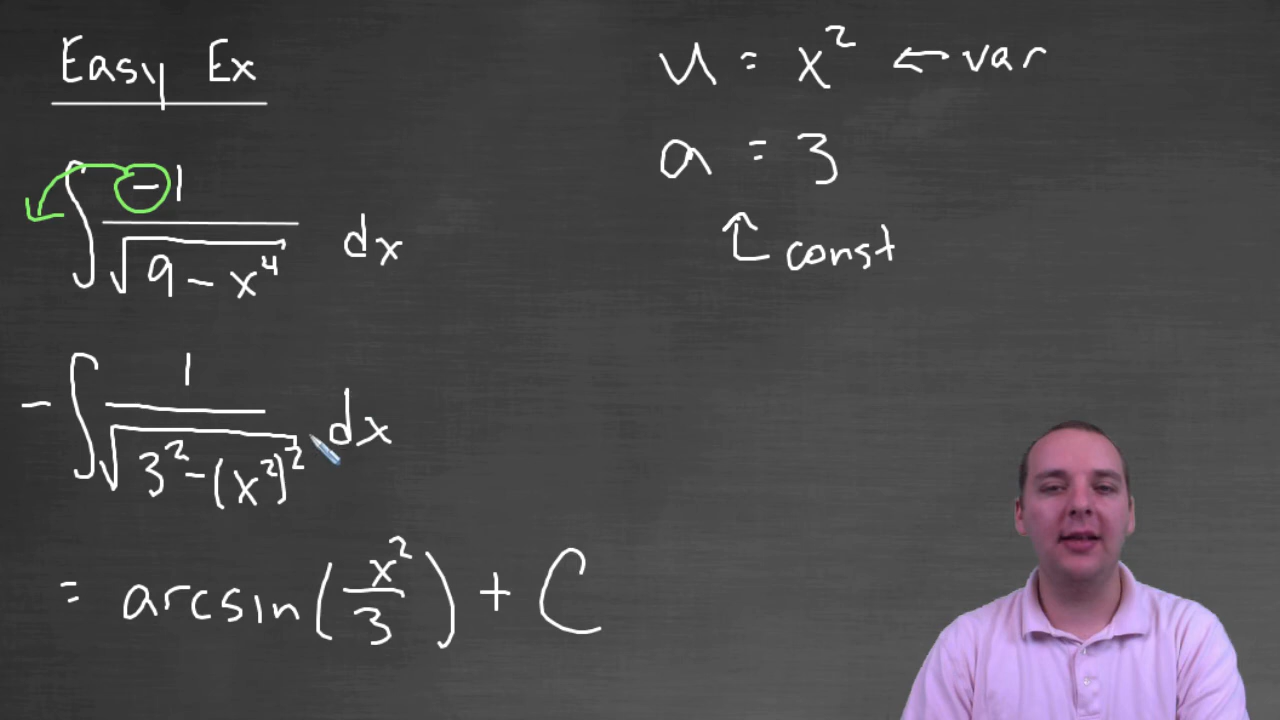 Easy Ex
∫ -1 / √(9 - x⁴) dx
- ∫ 1 / √(3² - (x²)²) dx
= arcsin(x²/3) + C
u = x² ← var
a = 3
↑ const